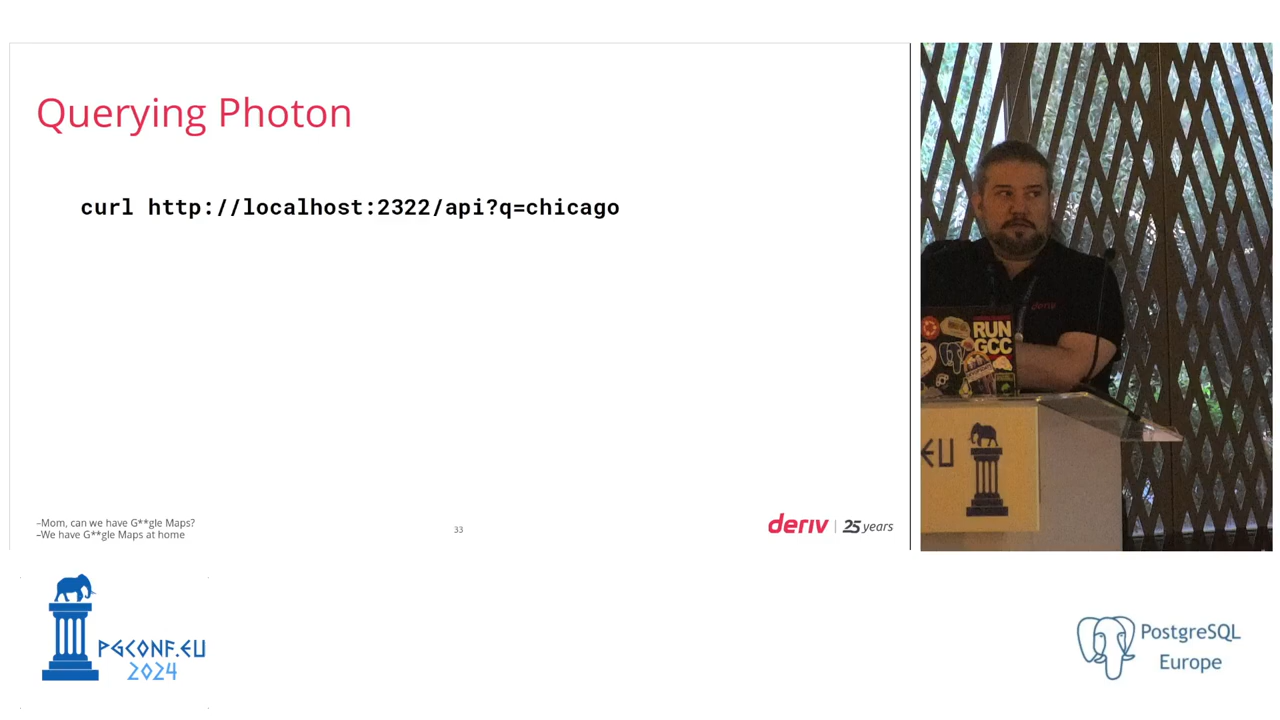 Querying Photon
curl http://localhost:2322/api?q=chicago
–Mom, can we have G**gle Maps?
–We have G**gle Maps at home
33
deriv | 25 years
deriv
RUN
GCC
EU
PGCONF.EU
2024
PostgreSQL
Europe